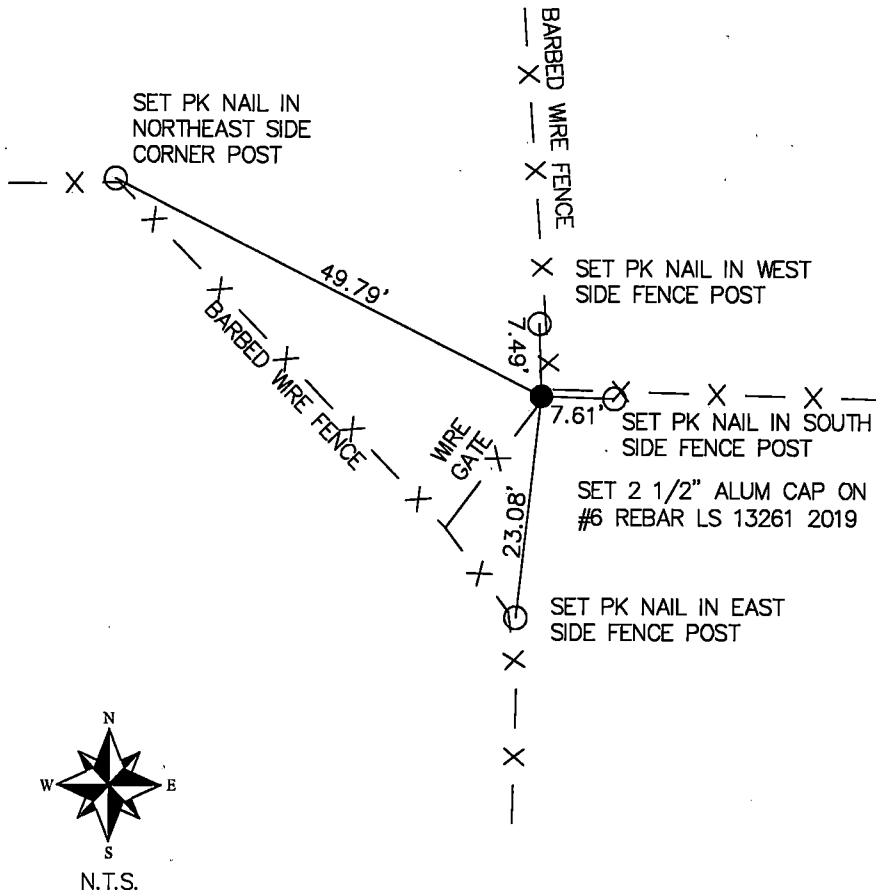 BARBED WIRE FENCE
SET PK NAIL IN
NORTHEAST SIDE
CORNER POST
49.79'
SET PK NAIL IN WEST
SIDE FENCE POST
7.49'
BARBED WIRE FENCE
7.61'
SET PK NAIL IN SOUTH
SIDE FENCE POST
WIRE
GATE
SET 2 1/2" ALUM CAP ON
#6 REBAR LS 13261 2019
23.08'
SET PK NAIL IN EAST
SIDE FENCE POST
N
W
E
S
N.T.S.